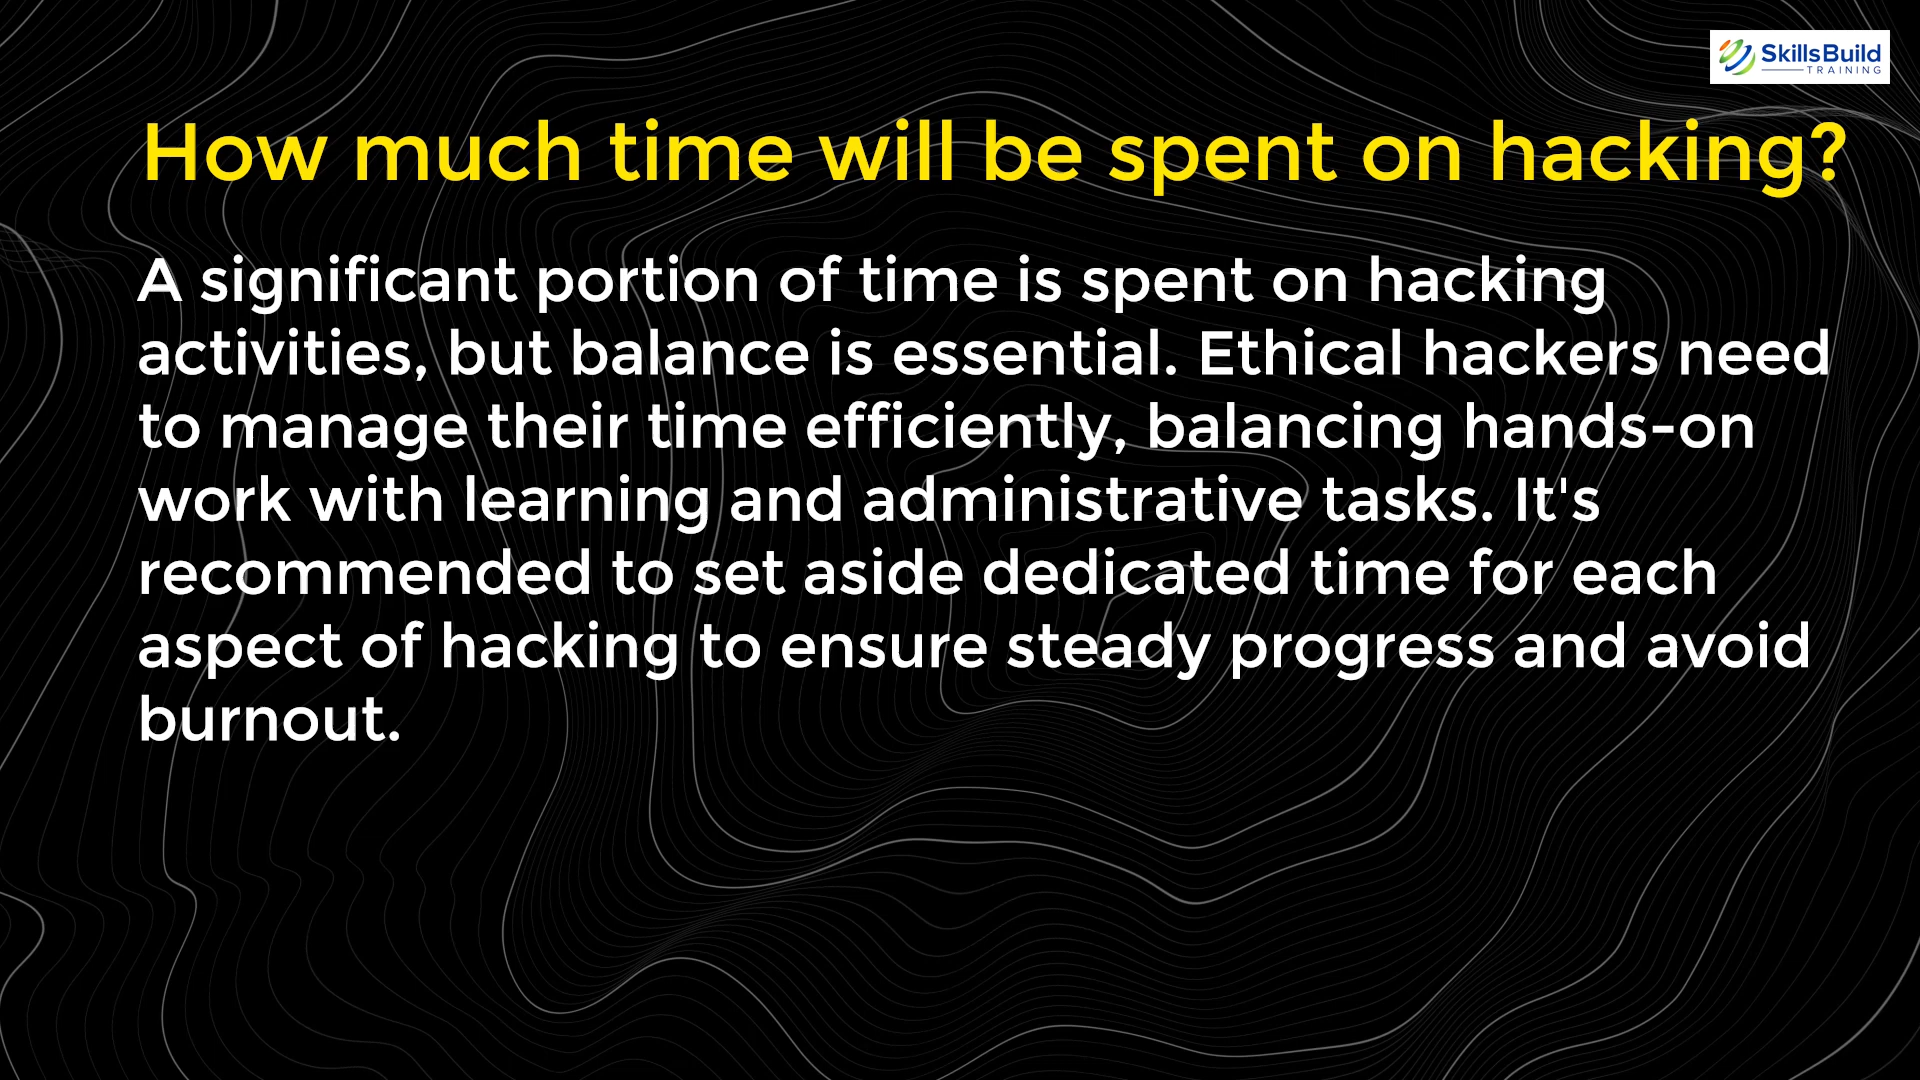 SkillsBuild
TRAINING
How much time will be spent on hacking?
A significant portion of time is spent on hacking
activities, but balance is essential. Ethical hackers need
to manage their time efficiently, balancing hands-on
work with learning and administrative tasks. It's
recommended to set aside dedicated time for each
aspect of hacking to ensure steady progress and avoid
burnout.